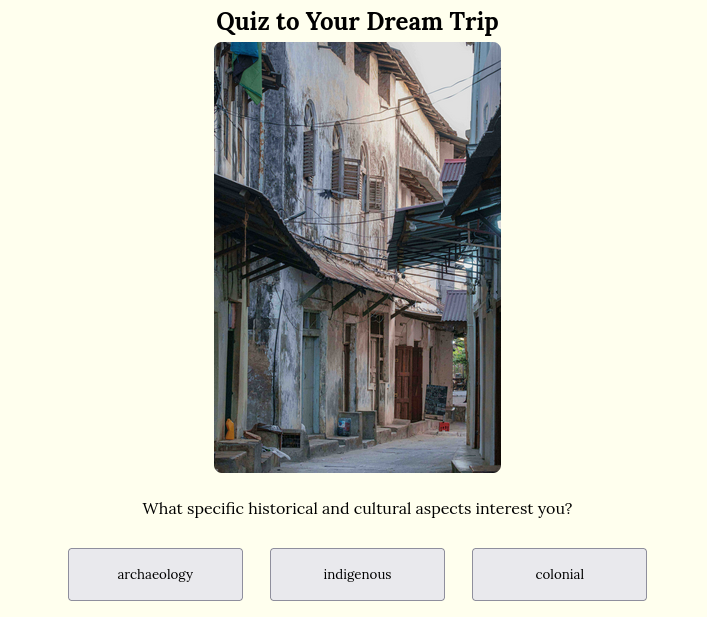 Quiz to Your Dream Trip
What specific historical and cultural aspects interest you?
archaeology
indigenous
colonial